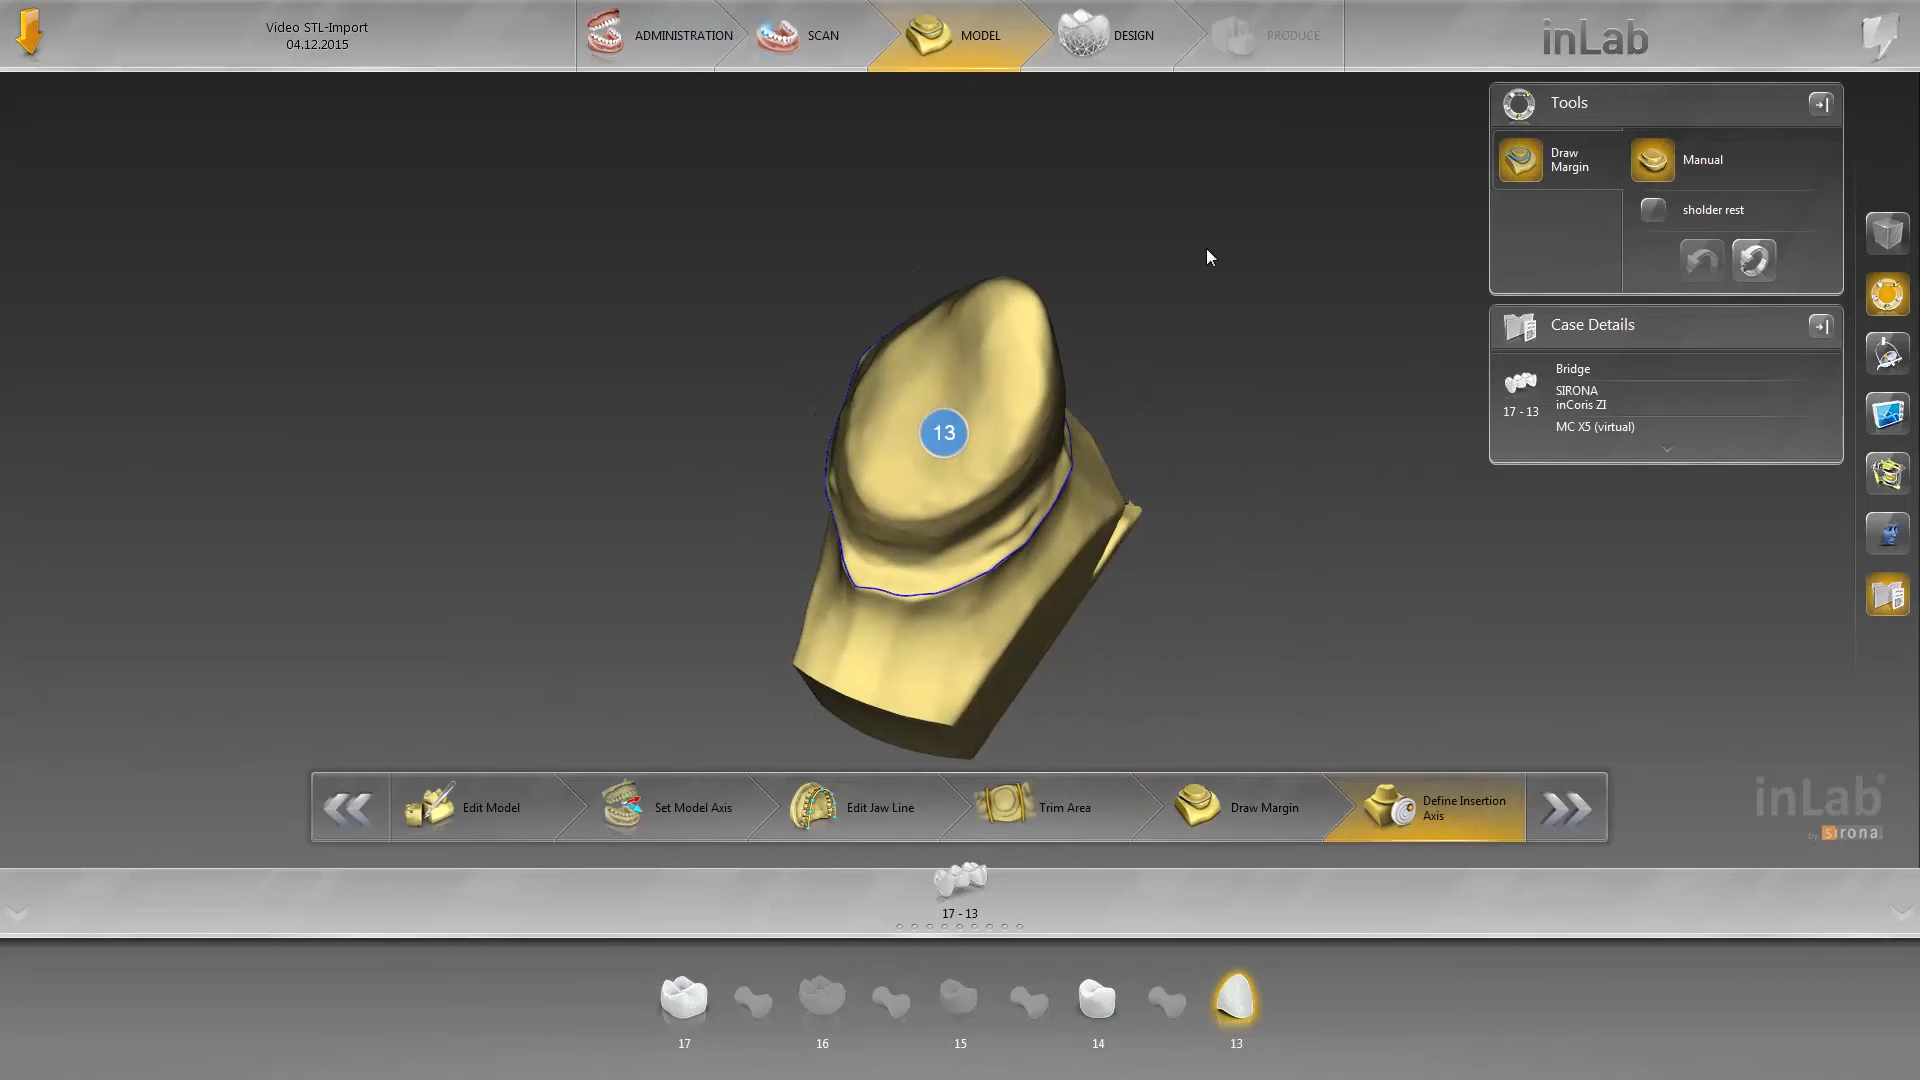 Video STL-Import
04.12.2015
ADMINISTRATION
SCAN
MODEL
DESIGN
PRODUCE
inLab
Tools
Draw
Margin
Manual
sholder rest
Case Details
Bridge
SIRONA
inCoris ZI
17 - 13
MC X5 (virtual)
13
Edit Model
Set Model Axis
Edit Jaw Line
Trim Area
Draw Margin
Define Insertion
Axis
inLab
by sirona
17 - 13
17
16
15
14
13